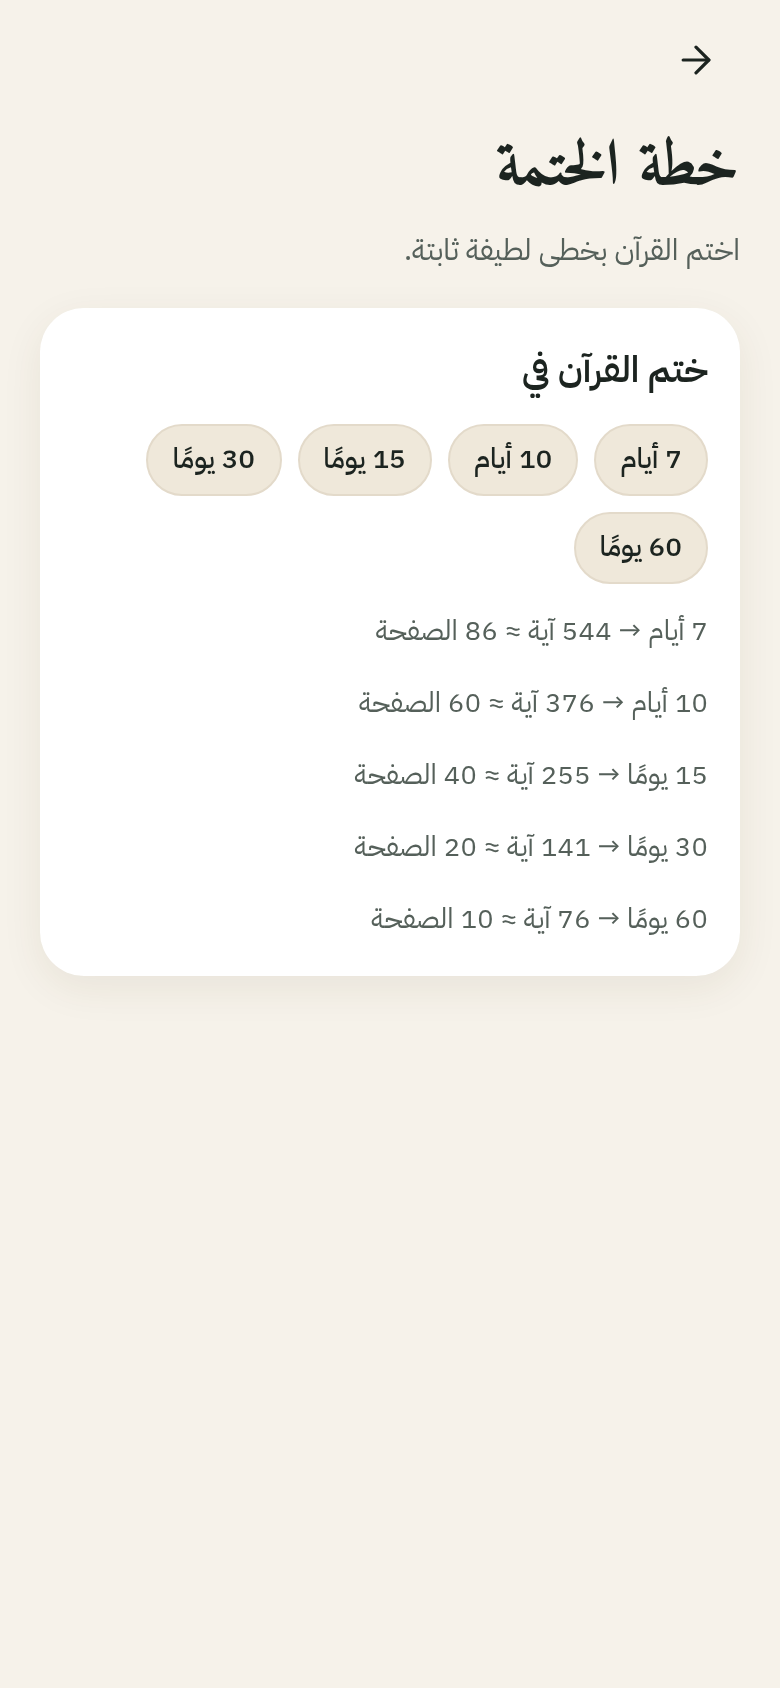 خطة الختمة
اختم القرآن بخطى لطيفة ثابتة.
ختم القرآن في
7 أيام 10 أيام 15 يومًا 30 يومًا
60 يومًا
7 أيام → 544 آية ≈ 86 الصفحة
10 أيام → 376 آية ≈ 60 الصفحة
15 يومًا → 255 آية ≈ 40 الصفحة
30 يومًا → 141 آية ≈ 20 الصفحة
60 يومًا → 76 آية ≈ 10 الصفحة